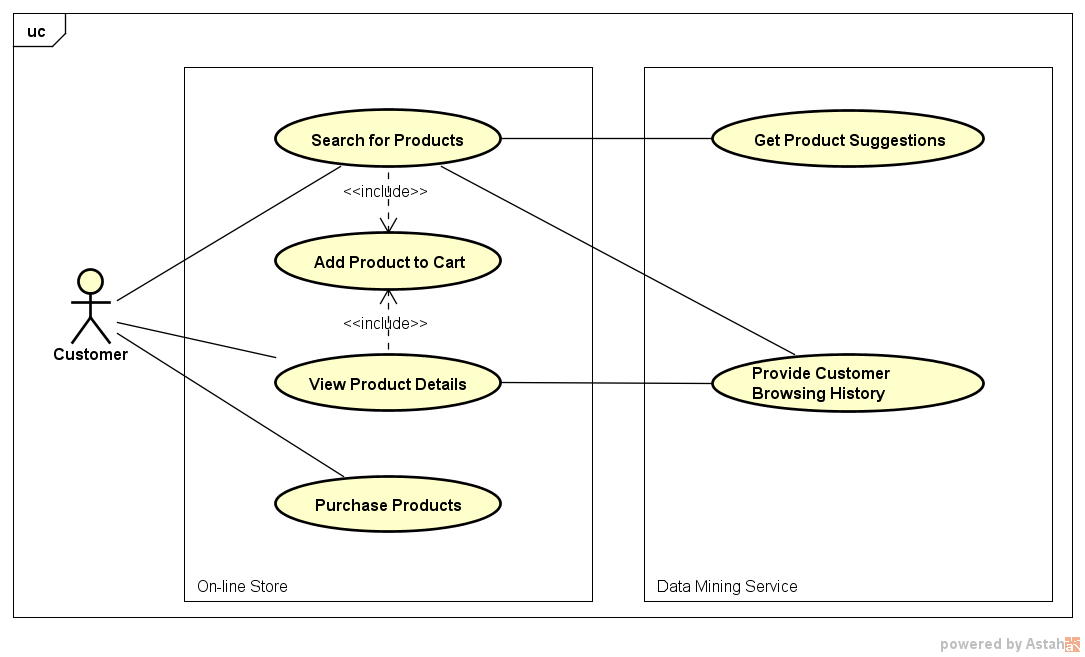 uc
Search for Products
Get Product Suggestions
<<include>>
Add Product to Cart
<<include>>
Customer
View Product Details
Provide Customer
Browsing History
Purchase Products
On-line Store
Data Mining Service
powered by Astah